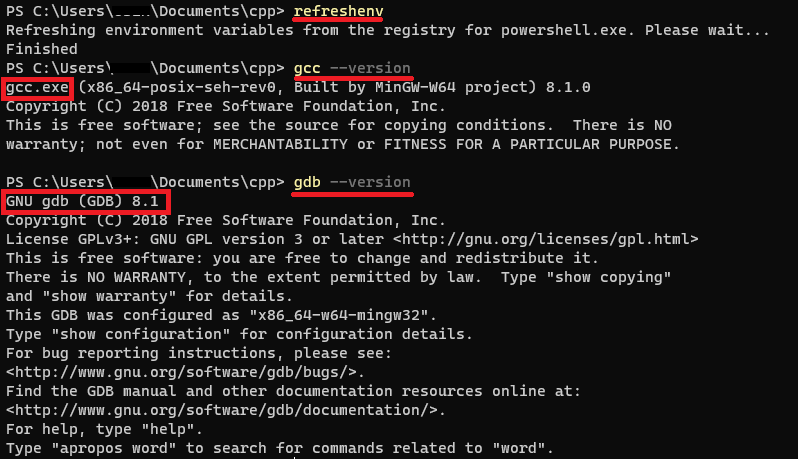 PS C:\Users\     \Documents\cpp> refreshenv
Refreshing environment variables from the registry for powershell.exe. Please wait...
Finished
PS C:\Users\     \Documents\cpp> gcc --version
gcc.exe (x86_64-posix-seh-rev0, Built by MinGW-W64 project) 8.1.0
Copyright (C) 2018 Free Software Foundation, Inc.
This is free software; see the source for copying conditions.  There is NO
warranty; not even for MERCHANTABILITY or FITNESS FOR A PARTICULAR PURPOSE.
PS C:\Users\     \Documents\cpp> gdb --version
GNU gdb (GDB) 8.1
Copyright (C) 2018 Free Software Foundation, Inc.
License GPLv3+: GNU GPL version 3 or later <http://gnu.org/licenses/gpl.html>
This is free software: you are free to change and redistribute it.
There is NO WARRANTY, to the extent permitted by law.  Type "show copying"
and "show warranty" for details.
This GDB was configured as "x86_64-w64-mingw32".
Type "show configuration" for configuration details.
For bug reporting instructions, please see:
<http://www.gnu.org/software/gdb/bugs/>.
Find the GDB manual and other documentation resources online at:
<http://www.gnu.org/software/gdb/documentation/>.
For help, type "help".
Type "apropos word" to search for commands related to "word".